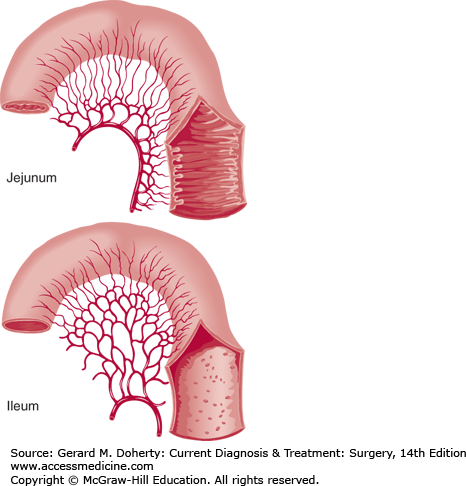 Jejunum
Ileum
Source: Gerard M. Doherty: Current Diagnosis & Treatment: Surgery, 14th Edition
www.accessmedicine.com
Copyright © McGraw-Hill Education. All rights reserved.